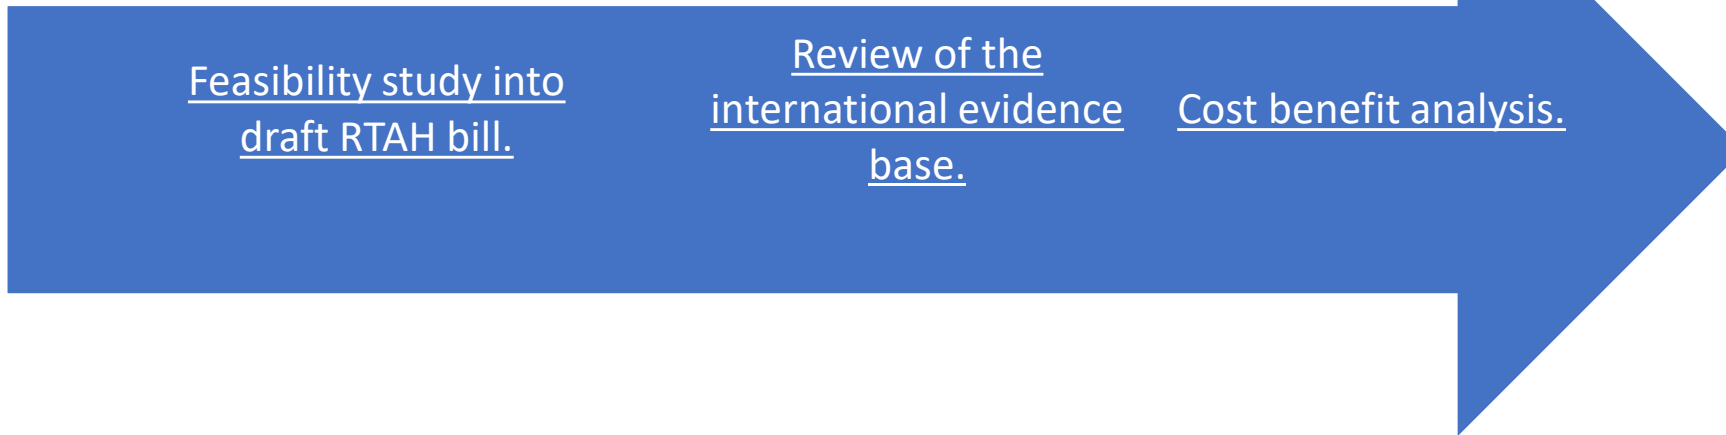 Feasibility study into
draft RTAH bill.
Review of the
international evidence
base.
Cost benefit analysis.